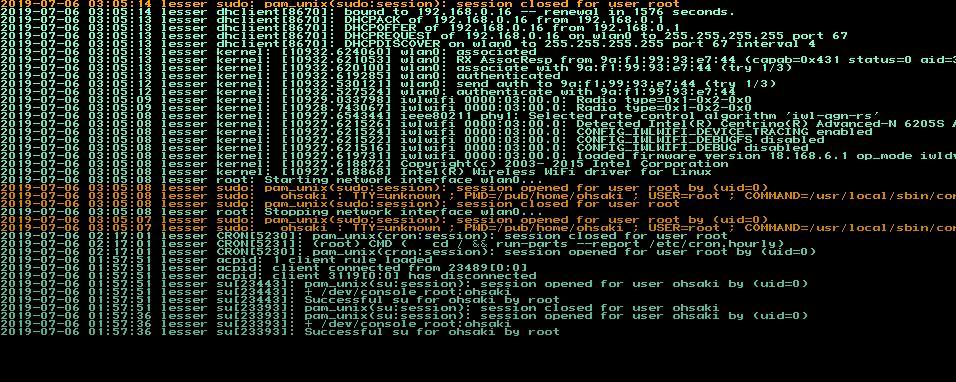 2019-07-06 03:05:14 lesser sudo: pam_unix(sudo:session): session closed for user root
2019-07-06 03:05:13 lesser dhclient[8670]: bound to 192.168.0.16 -- renewal in 1576 seconds.
2019-07-06 03:05:13 lesser dhclient[8670]: DHCPACK of 192.168.0.16 from 192.168.0.1
2019-07-06 03:05:13 lesser dhclient[8670]: DHCPOFFER of 192.168.0.16 from 192.168.0.1
2019-07-06 03:05:13 lesser dhclient[8670]: DHCPREQUEST of 192.168.0.16 on wlan0 to 255.255.255.255 port 67
2019-07-06 03:05:13 lesser dhclient[8670]: DHCPDISCOVER on wlan0 to 255.255.255.255 port 67 interval 4
2019-07-06 03:05:13 lesser kernel: [10932.624060] wlan0: associated
2019-07-06 03:05:13 lesser kernel: [10932.621053] wlan0: RX AssocResp from 9a:f1:99:93:e7:44 (capab=0x431 status=0 aid=3
2019-07-06 03:05:13 lesser kernel: [10932.620100] wlan0: associate with 9a:f1:99:93:e7:44 (try 1/3)
2019-07-06 03:05:13 lesser kernel: [10932.619285] wlan0: authenticated
2019-07-06 03:05:13 lesser kernel: [10932.530121] wlan0: send auth to 9a:f1:99:93:e7:44 (try 1/3)
2019-07-06 03:05:12 lesser kernel: [10932.527524] wlan0: authenticate with 9a:f1:99:93:e7:44
2019-07-06 03:05:09 lesser kernel: [10929.033798] iwlwifi 0000:03:00.0: Radio type=0x1-0x2-0x0
2019-07-06 03:05:09 lesser kernel: [10928.743067] iwlwifi 0000:03:00.0: Radio type=0x1-0x2-0x0
2019-07-06 03:05:08 lesser kernel: [10927.654344] ieee80211 phy1: Selected rate control algorithm 'iwl-agn-rs'
2019-07-06 03:05:08 lesser kernel: [10927.621526] iwlwifi 0000:03:00.0: Detected Intel(R) Centrino(R) Advanced-N 6205S A
2019-07-06 03:05:08 lesser kernel: [10927.621524] iwlwifi 0000:03:00.0: CONFIG_IWLWIFI_DEVICE_TRACING enabled
2019-07-06 03:05:08 lesser kernel: [10927.621522] iwlwifi 0000:03:00.0: CONFIG_IWLWIFI_DEBUGFS disabled
2019-07-06 03:05:08 lesser kernel: [10927.621516] iwlwifi 0000:03:00.0: CONFIG_IWLWIFI_DEBUG disabled
2019-07-06 03:05:08 lesser kernel: [10927.619731] iwlwifi 0000:03:00.0: loaded firmware version 18.168.6.1 op_mode iwldv
2019-07-06 03:05:08 lesser kernel: [10927.618872] Copyright(c) 2003- 2015 Intel Corporation
2019-07-06 03:05:08 lesser kernel: [10927.618868] Intel(R) Wireless WiFi driver for Linux
2019-07-06 03:05:08 lesser root: Starting network interface wlan0...
2019-07-06 03:05:08 lesser sudo: pam_unix(sudo:session): session opened for user root by (uid=0)
2019-07-06 03:05:08 lesser sudo: ohsaki : TTY=unknown ; PWD=/pub/home/ohsaki ; USER=root ; COMMAND=/usr/local/sbin/con
2019-07-06 03:05:08 lesser sudo: pam_unix(sudo:session): session closed for user root
2019-07-06 03:05:08 lesser root: Stopping network interface wlan0...
2019-07-06 03:05:07 lesser sudo: pam_unix(sudo:session): session opened for user root by (uid=0)
2019-07-06 03:05:07 lesser sudo: ohsaki : TTY=unknown ; PWD=/pub/home/ohsaki ; USER=root ; COMMAND=/usr/local/sbin/con
2019-07-06 02:17:01 lesser CRON[5230]: pam_unix(cron:session): session closed for user root
2019-07-06 02:17:01 lesser CRON[5231]: (root) CMD ( cd / && run-parts --report /etc/cron.hourly)
2019-07-06 02:17:01 lesser CRON[5230]: pam_unix(cron:session): session opened for user root by (uid=0)
2019-07-06 01:57:51 lesser acpid: 1 client rule loaded
2019-07-06 01:57:51 lesser acpid: client connected from 23489[0:0]
2019-07-06 01:57:51 lesser acpid: client 3119[0:0] has disconnected
2019-07-06 01:57:51 lesser su[23443]: pam_unix(su:session): session opened for user ohsaki by (uid=0)
2019-07-06 01:57:51 lesser su[23443]: + /dev/console root:ohsaki
2019-07-06 01:57:51 lesser su[23443]: Successful su for ohsaki by root
2019-07-06 01:57:51 lesser su[23393]: pam_unix(su:session): session closed for user ohsaki
2019-07-06 01:57:36 lesser su[23393]: pam_unix(su:session): session opened for user ohsaki by (uid=0)
2019-07-06 01:57:36 lesser su[23393]: + /dev/console root:ohsaki
2019-07-06 01:57:36 lesser su[23393]: Successful su for ohsaki by root